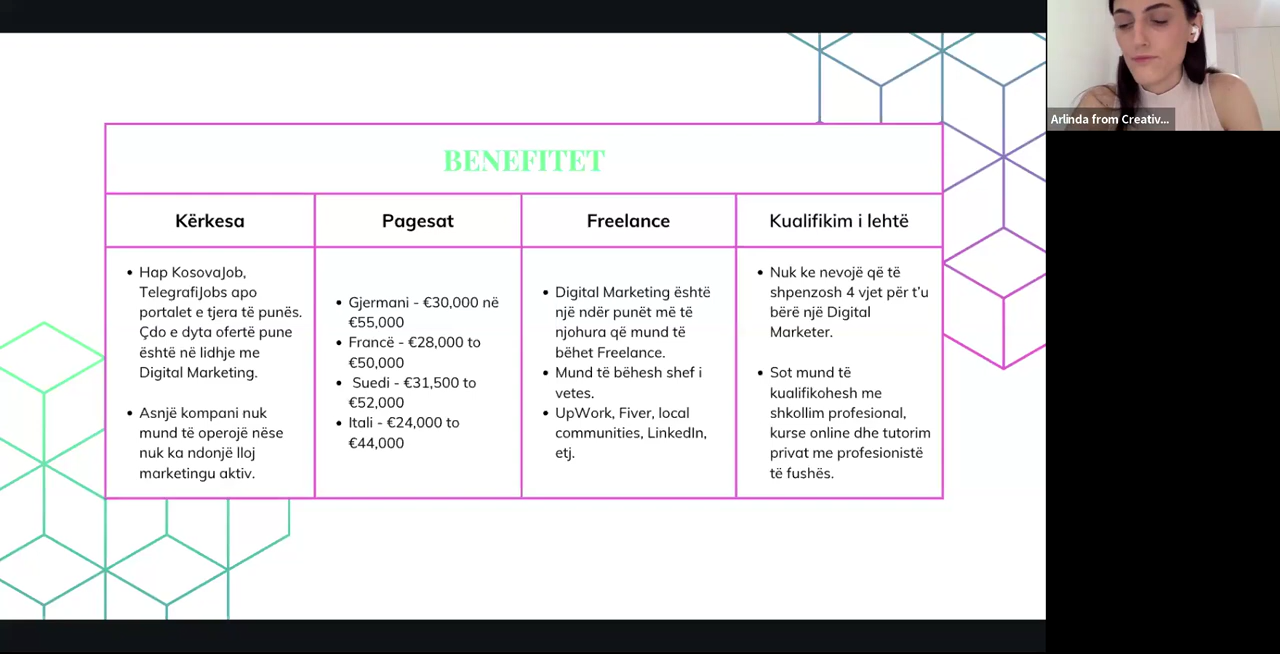 BENEFITET
Kërkesa
Pagesat
Freelance
Kualifikim i lehtë
• Hap KosovaJob,
TelegrafiJobs apo
portalet e tjera të punës.
Çdo e dyta ofertë pune
është në lidhje me
Digital Marketing.
• Asnjë kompani nuk
mund të operojë nëse
nuk ka ndonjë lloj
marketingu aktiv.
• Gjermani - €30,000 në
€55,000
• Francë - €28,000 to
€50,000
• Suedi - €31,500 to
€52,000
• Itali - €24,000 to
€44,000
• Digital Marketing është
një ndër punët më të
njohura që mund të
bëhet Freelance.
• Mund të bëhesh shef i
vetes.
• UpWork, Fiver, local
communities, LinkedIn,
etj.
• Nuk ke nevojë që të
shpenzosh 4 vjet për t’u
bërë një Digital
Marketer.
• Sot mund të
kualifikohesh me
shkollim profesional,
kurse online dhe tutorim
privat me profesionistë
të fushës.
Arlinda from Creativ...